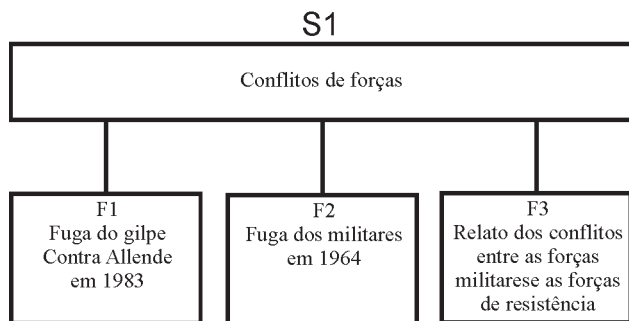 S1
Conflitos de forças
F1
Fuga do gilpe
Contra Allende
em 1983
F2
Fuga dos militares
em 1964
F3
Relato dos conflitos
entre as forças
militarese as forças
de resistência